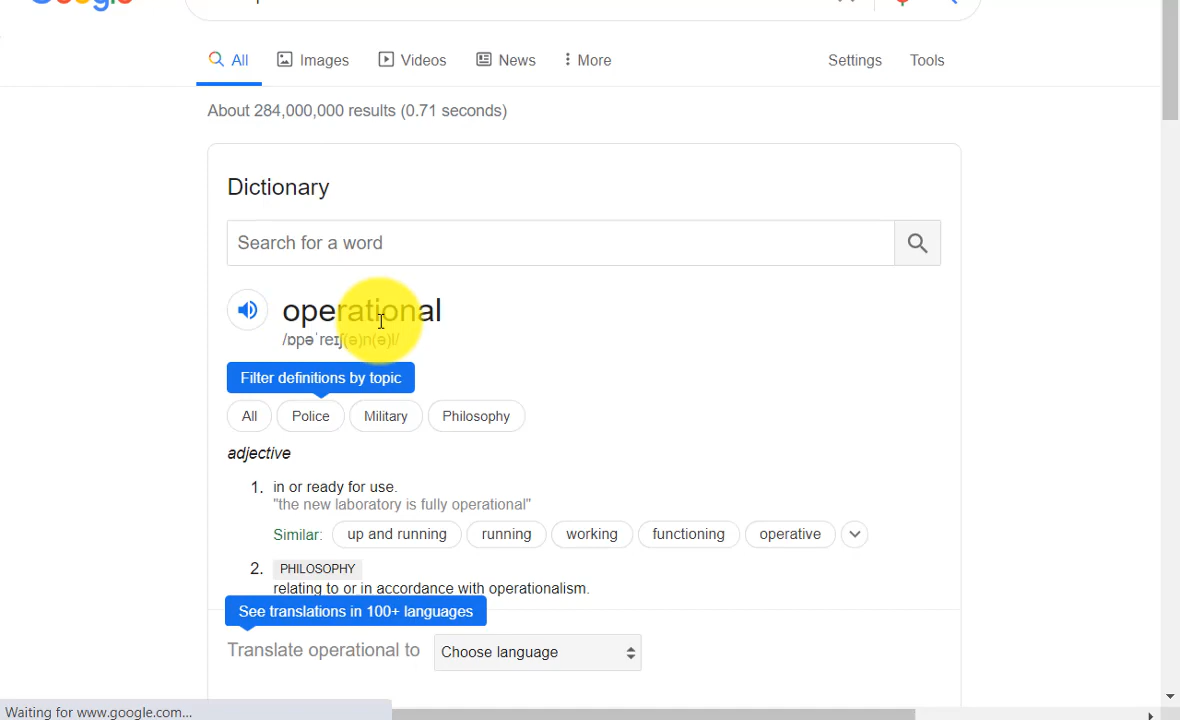 Google
All Images Videos News More Settings Tools
About 284,000,000 results (0.71 seconds)
Dictionary
Search for a word
operational
/ɒpəˈreɪʃ(ə)n(ə)l/
Filter definitions by topic
All Police Military Philosophy
adjective
1. in or ready for use.
"the new laboratory is fully operational"
Similar: up and running running working functioning operative
2. PHILOSOPHY
relating to or in accordance with operationalism.
See translations in 100+ languages
Translate operational to Choose language
Waiting for www.google.com...